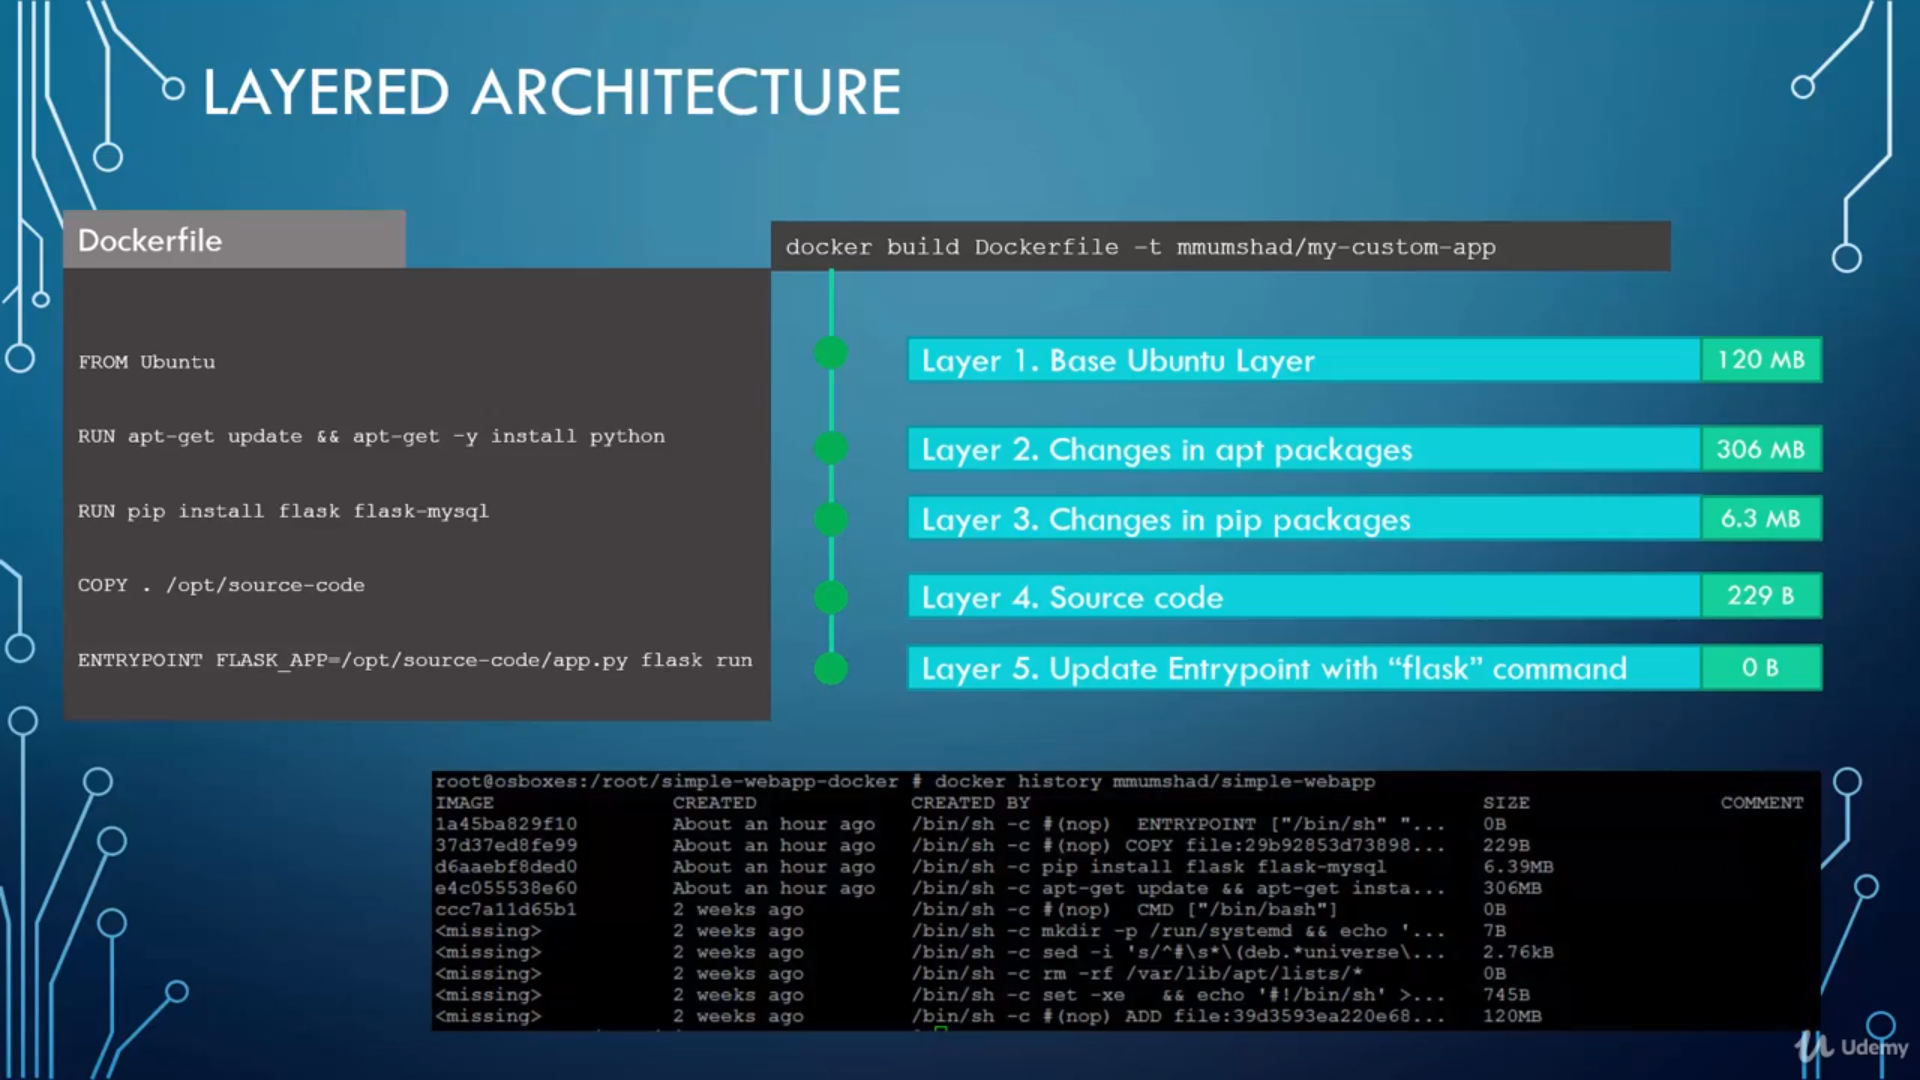 LAYERED ARCHITECTURE
Dockerfile
FROM Ubuntu
RUN apt-get update && apt-get -y install python
RUN pip install flask flask-mysql
COPY . /opt/source-code
ENTRYPOINT FLASK_APP=/opt/source-code/app.py flask run
docker build Dockerfile -t mmumshad/my-custom-app
Layer 1. Base Ubuntu Layer 120 MB
Layer 2. Changes in apt packages 306 MB
Layer 3. Changes in pip packages 6.3 MB
Layer 4. Source code 229 B
Layer 5. Update Entrypoint with “flask” command 0 B
root@osboxes:/root/simple-webapp-docker # docker history mmumshad/simple-webapp
IMAGE CREATED CREATED BY SIZE COMMENT
1a45ba829f10 About an hour ago /bin/sh -c #(nop) ENTRYPOINT ["/bin/sh" "... 0B
37d37ed8fe99 About an hour ago /bin/sh -c #(nop) COPY file:29b92853d73898... 229B
d6aaebf8ded0 About an hour ago /bin/sh -c pip install flask flask-mysql 6.39MB
e4c055538e60 About an hour ago /bin/sh -c apt-get update && apt-get insta... 306MB
ccc7a11d65b1 2 weeks ago /bin/sh -c #(nop) CMD ["/bin/bash"] 0B
<missing> 2 weeks ago /bin/sh -c mkdir -p /run/systemd && echo '... 7B
<missing> 2 weeks ago /bin/sh -c sed -i 's/^#\s*\(deb.*universe\... 2.76kB
<missing> 2 weeks ago /bin/sh -c rm -rf /var/lib/apt/lists/* 0B
<missing> 2 weeks ago /bin/sh -c set -xe && echo '#!/bin/sh' >... 745B
<missing> 2 weeks ago /bin/sh -c #(nop) ADD file:39d3593ea220e68... 120MB
Udemy